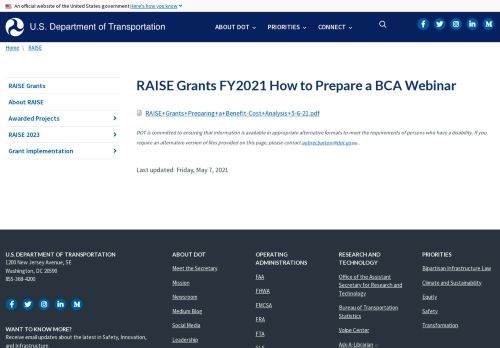 An official website of the United States government Here's how you know
U.S. Department of Transportation
ABOUT DOT
PRIORITIES
CONNECT
Home
RAISE
RAISE Grants
About RAISE
Awarded Projects
RAISE 2023
Grant Implementation
RAISE Grants FY2021 How to Prepare a BCA Webinar
RAISE+Grants+Preparing+a+Benefit-Cost+Analysis+5-6-21.pdf
DOT is committed to ensuring that information is available in appropriate alternative formats to meet the requirements of persons who have a disability. If you
require an alternative version of files provided on this page, please contact
Last updated: Friday, May 7, 2021
U.S. DEPARTMENT OF TRANSPORTATION
1200 New Jersey Avenue, SE
Washington, DC 20590
855-368-4200
WANT TO KNOW MORE?
Receive email updates about the latest in Safety, Innovation,
and Infrastructure.
ABOUT DOT
Meet the Secretary
Mission
Newsroom
Medium Blog
Social Media
Leadership
OPERATING
ADMINISTRATIONS
FAA
FHWA
FMCSA
FRA
FTA
RESEARCH AND
TECHNOLOGY
Office of the Assistant
Secretary for Research and
Technology
Bureau of Transportation
Statistics
Volpe Center
Ask-A-Librarian
PRIORITIES
Bipartisan Infrastructure Law
Climate and Sustainability
Equity
Safety
Transformation